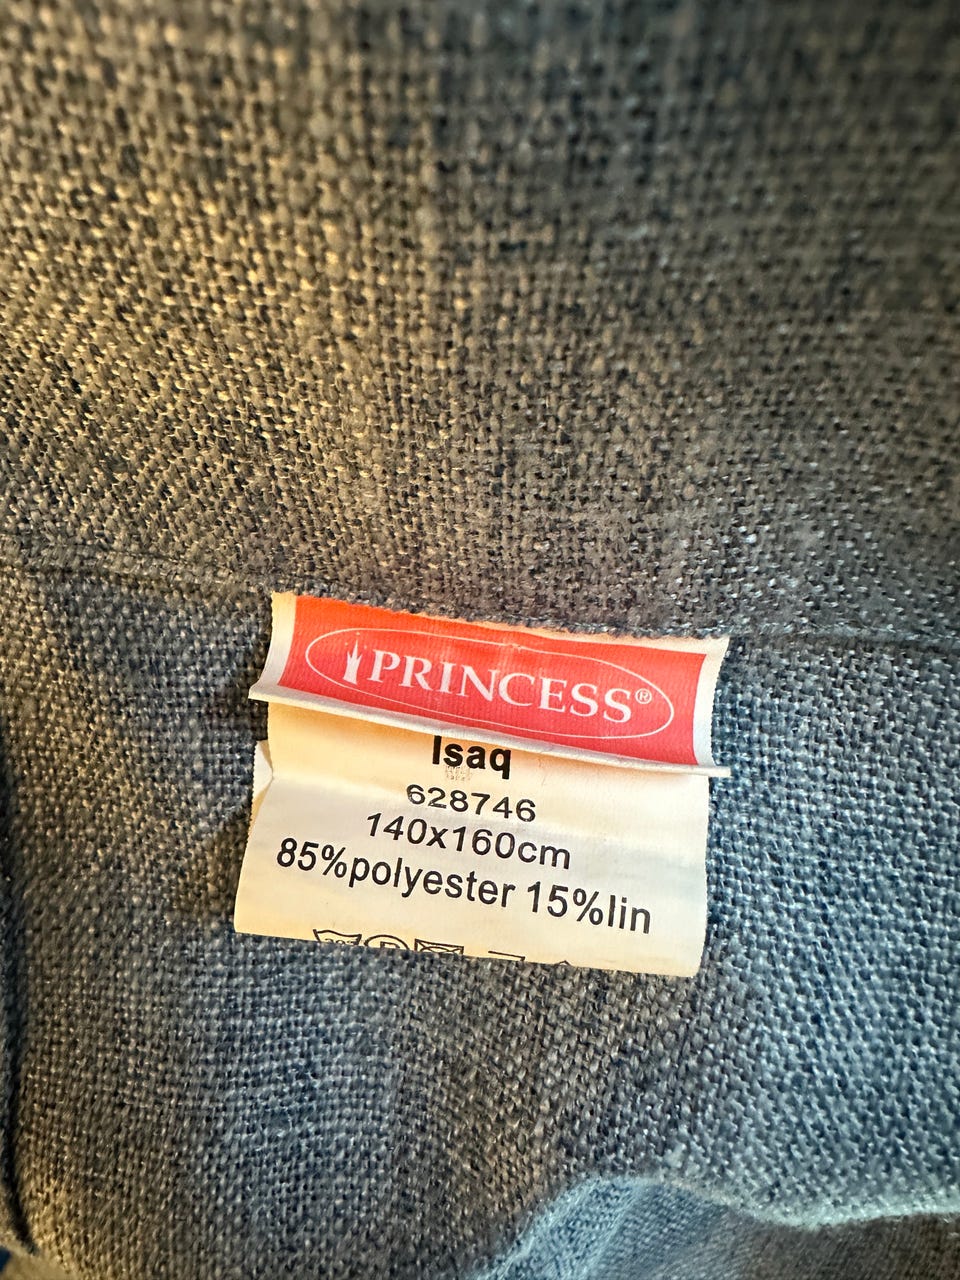 PRINCESS®
Isaq
628746
140x160cm
85%polyester 15%lin